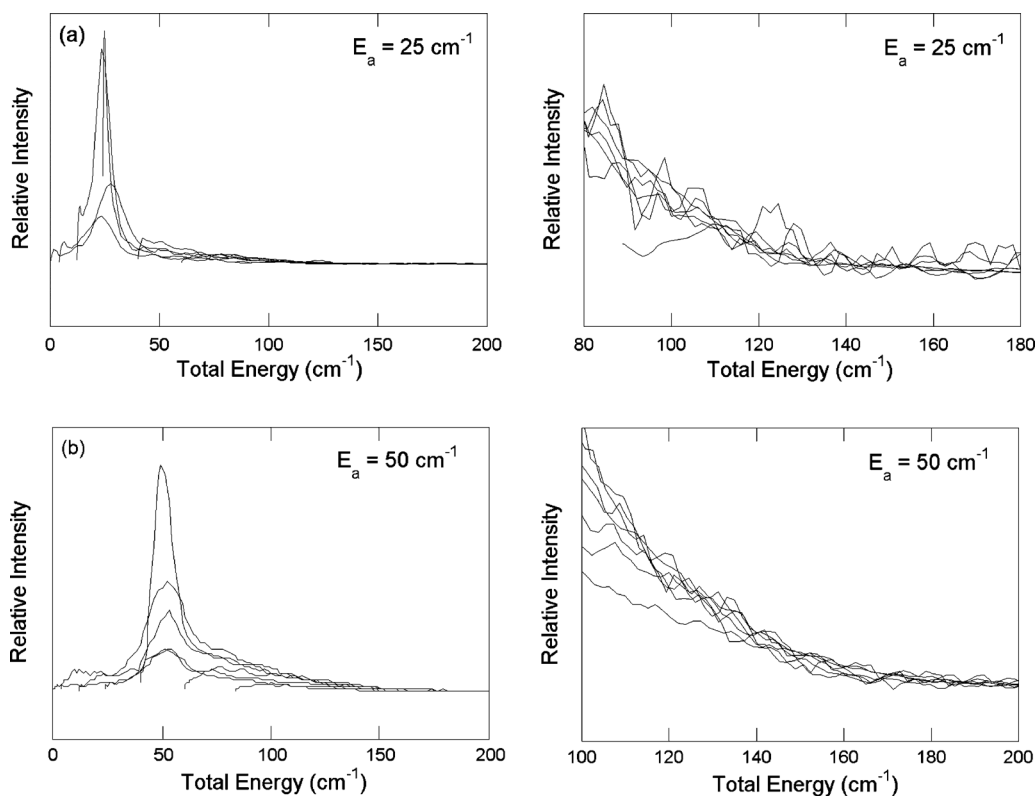 (a)
E_a = 25 cm⁻¹
Relative Intensity
0 50 100 150 200
Total Energy (cm⁻¹)
E_a = 25 cm⁻¹
Relative Intensity
80 100 120 140 160 180
Total Energy (cm⁻¹)
(b)
E_a = 50 cm⁻¹
Relative Intensity
0 50 100 150 200
Total Energy (cm⁻¹)
E_a = 50 cm⁻¹
Relative Intensity
100 120 140 160 180 200
Total Energy (cm⁻¹)